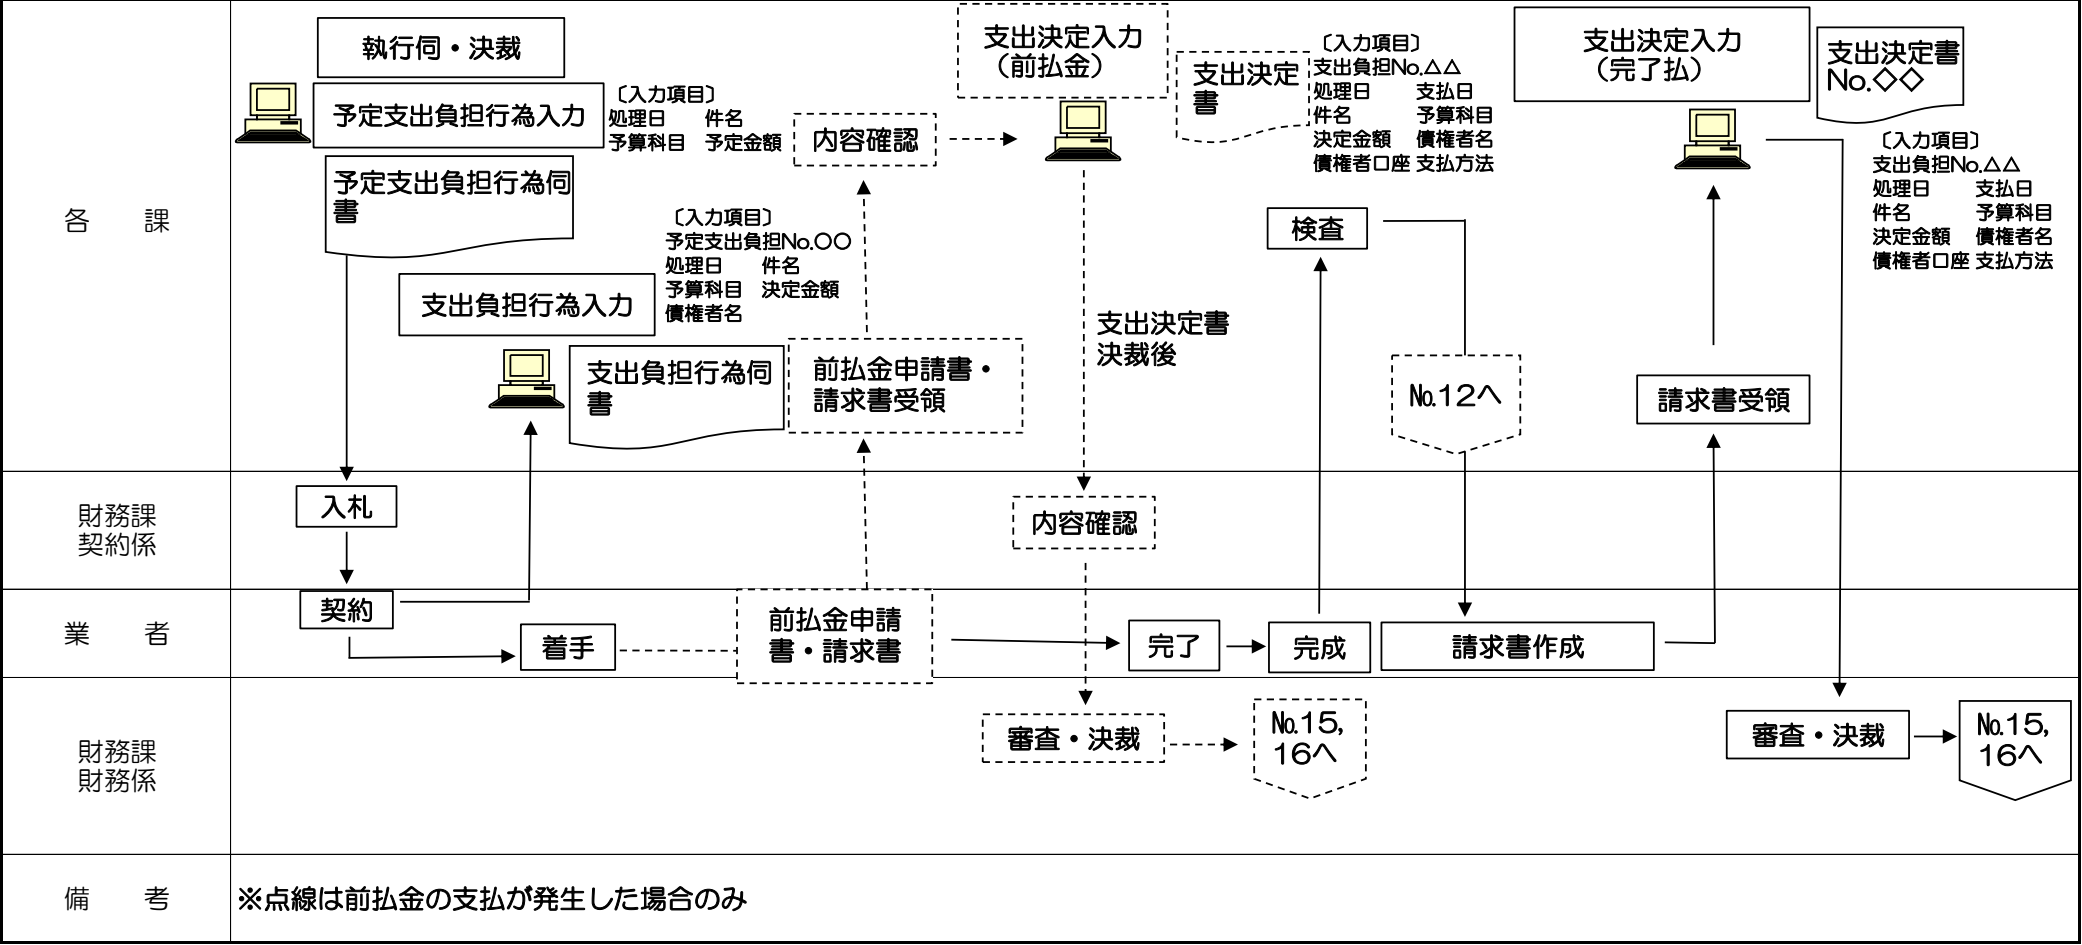 各　課
執行伺・決裁
予定支出負担行為入力
〔入力項目〕
処理日　件名
予算科目　予定金額
予定支出負担行為伺
書
支出負担行為入力
〔入力項目〕
予定支出負担No.〇〇
処理日　件名
予算科目　決定金額
債権者名
支出負担行為伺
書
前払金申請書・
請求書受領
内容確認
支出決定入力
（前払金）
支出決定
書
〔入力項目〕
支出負担No.△△
処理日　支払日
件名　予算科目
決定金額　債権者名
債権者口座 支払方法
支出決定書
決裁後
検査
№12へ
支出決定入力
（完了払）
支出決定書
No.◇◇
〔入力項目〕
支出負担No.△△
処理日　支払日
件名　予算科目
決定金額　債権者名
債権者口座 支払方法
請求書受領
財務課
契約係
入札
内容確認
業　者
契約
着手
前払金申請
書・請求書
完了
完成
請求書作成
財務課
財務係
審査・決裁
№15,
16へ
審査・決裁
№15,
16へ
備　考
※点線は前払金の支払が発生した場合のみ